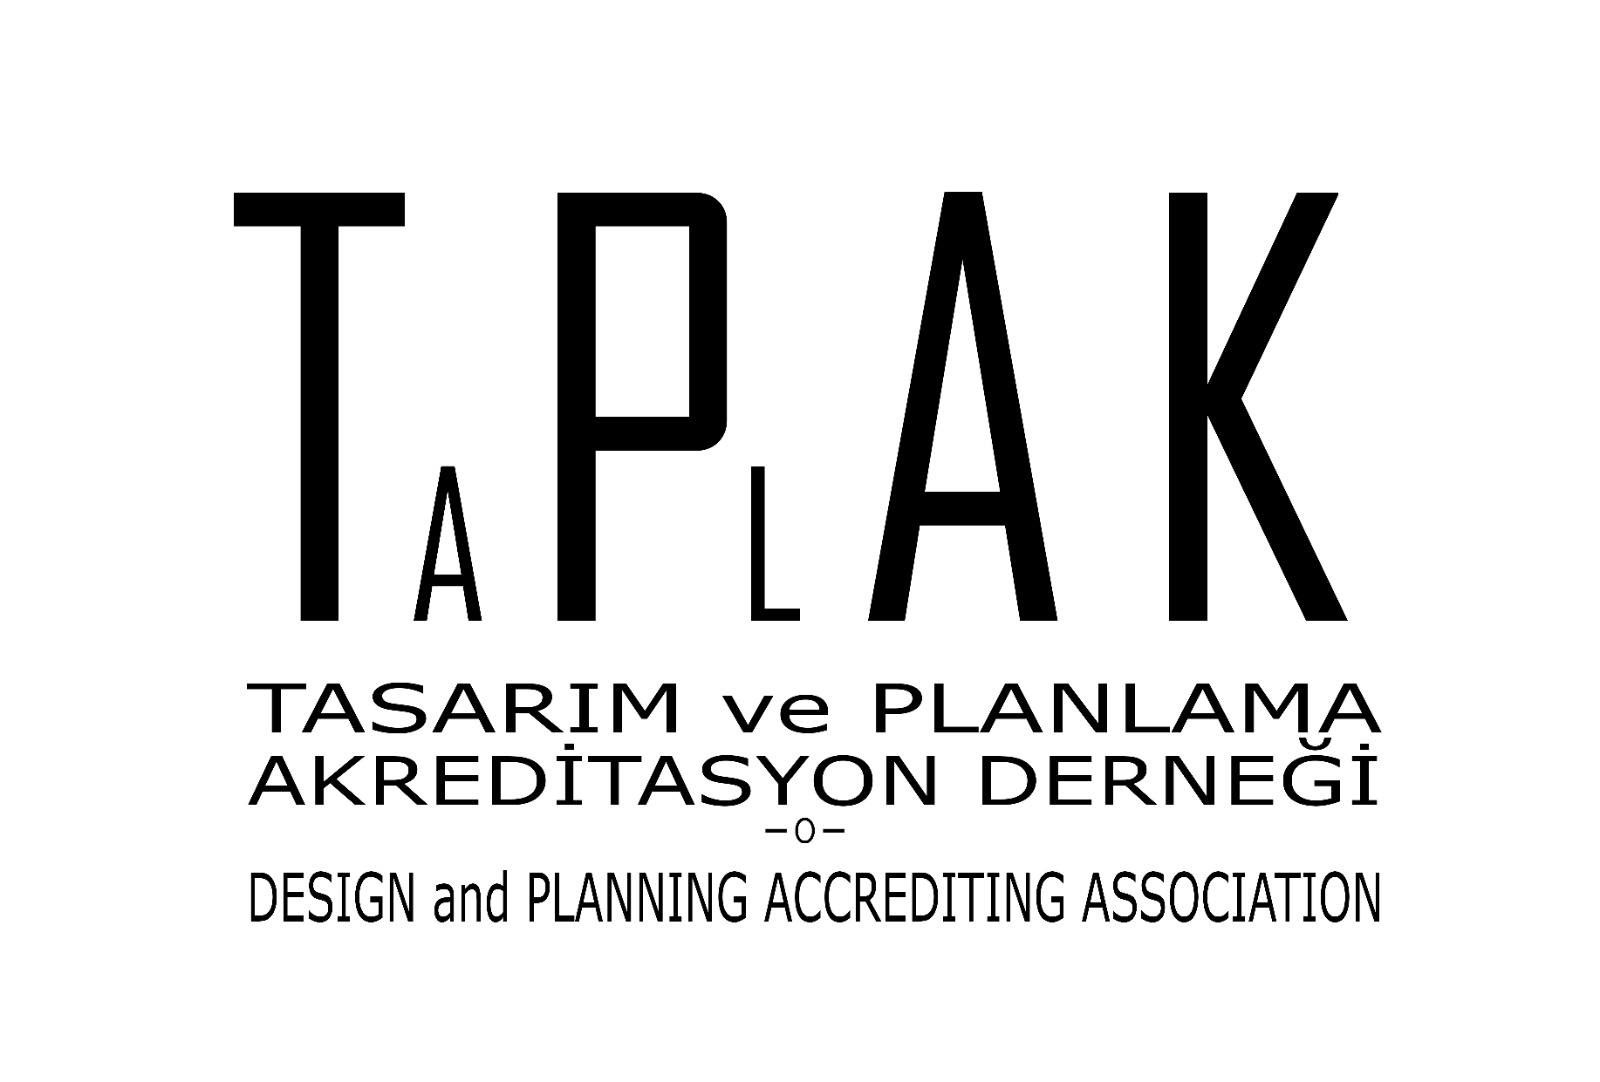 TAPLAK
TASARIM ve PLANLAMA
AKREDİTASYON DERNEĞİ
-o-
DESIGN and PLANNING ACCREDITING ASSOCIATION